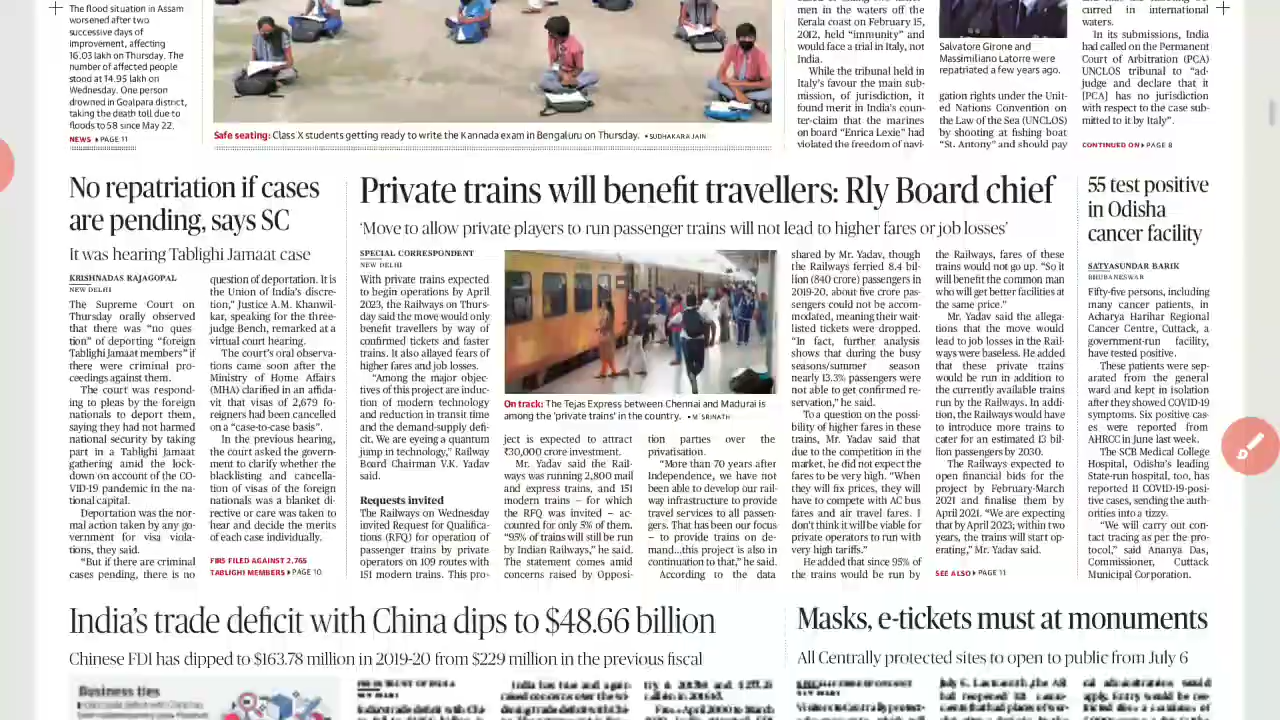 The flood situation in Assam
worsened after two
successive days of
improvement, affecting
16.03 lakh on Thursday. The
number of affected people
stood at 14.95 lakh on
Wednesday. One person
drowned in Goalpara district,
taking the death toll due to
floods to 58 since May 22.
NEWS PAGE 11
Safe seating: Class X students getting ready to write the Kannada exam in Bengaluru on Thursday. • SUDHAKARA JAIN
men in the waters off the
Kerala coast on February 15,
2012, held “immunity” and
would face a trial in Italy, not
India.
While the tribunal held in
Italy’s favour the main sub-
mission, of jurisdiction, it
found merit in India’s coun-
ter-claim that the marines
on board “Enrica Lexie” had
violated the freedom of navi-
Salvatore Girone and
Massimiliano Latorre were
repatriated a few years ago.
gation rights under the Unit-
ed Nations Convention on
the Law of the Sea (UNCLOS)
by shooting at fishing boat
“St. Antony” and should pay
curred in international
waters.
In its submissions, India
had called on the Permanent
Court of Arbitration (PCA)
UNCLOS tribunal to “ad-
judge and declare that it
[PCA] has no jurisdiction
with respect to the case sub-
mitted to it by Italy”.
CONTINUED ON PAGE 8
No repatriation if cases
are pending, says SC
It was hearing Tablighi Jamaat case
KRISHNADAS RAJAGOPAL
NEW DELHI
The Supreme Court on
Thursday orally observed
that there was “no ques-
tion” of deporting “foreign
Tablighi Jamaat members” if
there were criminal pro-
ceedings against them.
The court was respond-
ing to pleas by the foreign
nationals to deport them,
saying they had not harmed
national security by taking
part in a Tablighi Jamaat
gathering amid the lock-
down on account of the CO-
VID-19 pandemic in the na-
tional capital.
Deportation was the nor-
mal action taken by any go-
vernment for visa viola-
tions, they said.
“But if there are criminal
cases pending, there is no
question of deportation. It is
the Union of India’s discre-
tion,” Justice A.M. Khanwil-
kar, speaking for the three-
judge Bench, remarked at a
virtual court hearing.
The court’s oral observa-
tions came soon after the
Ministry of Home Affairs
(MHA) clarified in an affida-
vit that visas of 2,679 fo-
reigners had been cancelled
on a “case-to-case basis”.
In the previous hearing,
the court asked the govern-
ment to clarify whether the
blacklisting and cancella-
tion of visas of the foreign
nationals was a blanket di-
rective or care was taken to
hear and decide the merits
of each case individually.
FIRS FILED AGAINST 2,765
TABLIGHI MEMBERS PAGE 10
Private trains will benefit travellers: Rly Board chief
‘Move to allow private players to run passenger trains will not lead to higher fares or job losses’
SPECIAL CORRESPONDENT
NEW DELHI
With private trains expected
to begin operations by April
2023, the Railways on Thurs-
day said the move would only
benefit travellers by way of
confirmed tickets and faster
trains. It also allayed fears of
higher fares and job losses.
“Among the major objec-
tives of this project are induc-
tion of modern technology
and reduction in transit time
and the demand-supply defi-
cit. We are eyeing a quantum
jump in technology,” Railway
Board Chairman V.K. Yadav
said.
Requests invited
The Railways on Wednesday
invited Request for Qualifica-
tions (RFQ) for operation of
passenger trains by private
operators on 109 routes with
151 modern trains. This pro-
On track: The Tejas Express between Chennai and Madurai is
among the ‘private trains’ in the country. • M. SRINATH
ject is expected to attract
₹30,000 crore investment.
Mr. Yadav said the Rail-
ways was running 2,800 mail
and express trains, and 151
modern trains – for which
the RFQ was invited – ac-
counted for only 5% of them.
“95% of trains will still be run
by Indian Railways,” he said.
The statement comes amid
concerns raised by Opposi-
tion parties over the
privatisation.
“More than 70 years after
Independence, we have not
been able to develop our rail-
way infrastructure to provide
travel services to all passen-
gers. That has been our focus
– to provide trains on de-
mand...this project is also in
continuation to that,” he said.
According to the data
shared by Mr. Yadav, though
the Railways ferried 8.4 bil-
lion (840 crore) passengers in
2019-20, about five crore pas-
sengers could not be accom-
modated, meaning their wait-
listed tickets were dropped.
“In fact, further analysis
shows that during the busy
seasons/summer season
nearly 13.3% passengers were
not able to get confirmed re-
servation,” he said.
To a question on the possi-
bility of higher fares in these
trains, Mr. Yadav said that
due to the competition in the
market, he did not expect the
fares to be very high. “When
they will fix prices, they will
have to compete with AC bus
fares and air travel fares. I
don’t think it will be viable for
private operators to run with
very high tariffs.”
He added that since 95% of
the trains would be run by
the Railways, fares of these
trains would not go up. “So it
will benefit the common man
who will get better facilities at
the same price.”
Mr. Yadav said the allega-
tions that the move would
lead to job losses in the Rail-
ways were baseless. He added
that these private trains
would be run in addition to
the currently available trains
run by the Railways. In addi-
tion, the Railways would have
to introduce more trains to
cater for an estimated 13 bil-
lion passengers by 2030.
The Railways expected to
open financial bids for the
project by February-March
2021 and finalise them by
April 2021. “We are expecting
that by April 2023; within two
years, the trains will start op-
erating,” Mr. Yadav said.
SEE ALSO PAGE 11
55 test positive
in Odisha
cancer facility
SATYASUNDAR BARIK
BHUBANESWAR
Fifty-five persons, including
many cancer patients, in
Acharya Harihar Regional
Cancer Centre, Cuttack, a
government-run facility,
have tested positive.
These patients were sep-
arated from the general
ward and kept in isolation
after they showed COVID-19
symptoms. Six positive cas-
es were reported from
AHRCC in June last week.
The SCB Medical College
Hospital, Odisha’s leading
State-run hospital, too, has
reported 11 COVID-19-posi-
tive cases, sending the auth-
orities into a tizzy.
“We will carry out con-
tact tracing as per the pro-
tocol,” said Ananya Das,
Commissioner, Cuttack
Municipal Corporation.
India’s trade deficit with China dips to $48.66 billion
Chinese FDI has dipped to $163.78 million in 2019-20 from $229 million in the previous fiscal
Business ties
Masks, e-tickets must at monuments
All Centrally protected sites to open to public from July 6